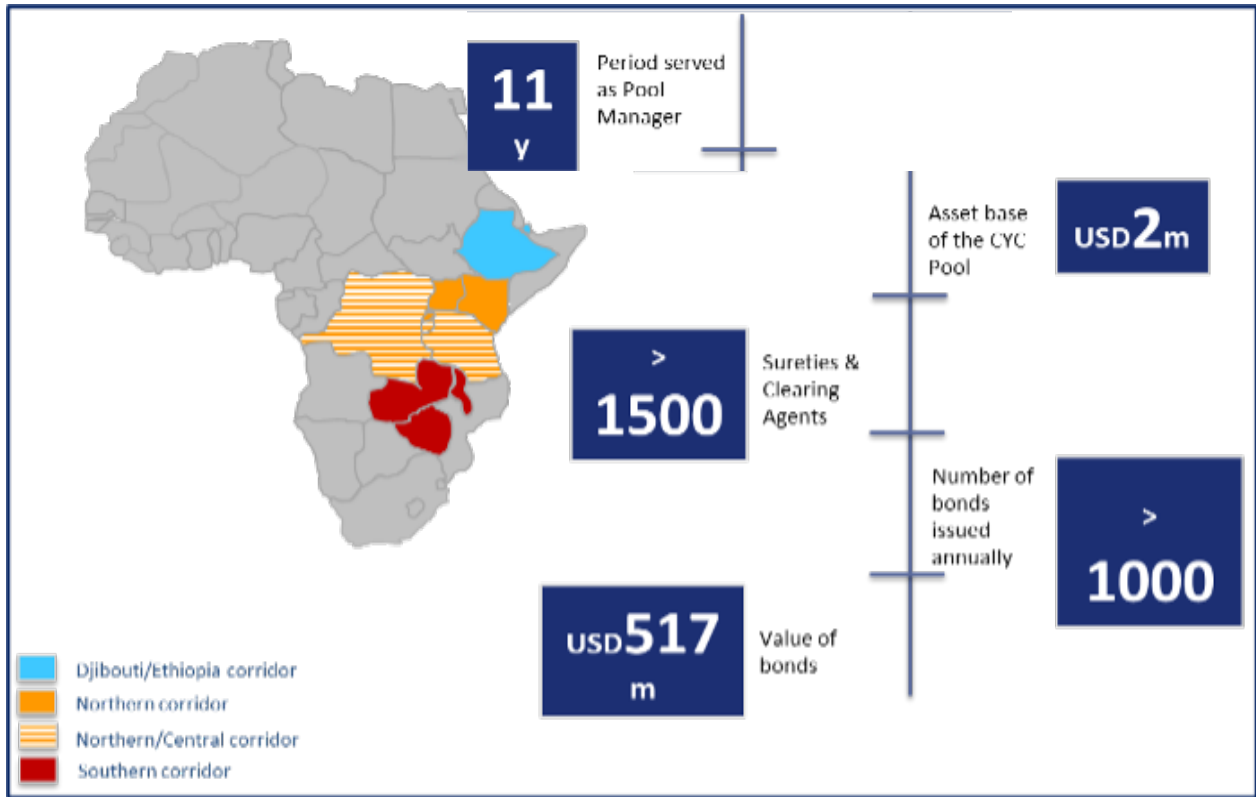 11
y
Period served
as Pool
Manager
Asset base
of the CYC
Pool
USD2m
>
1500
Sureties &
Clearing
Agents
Number of
bonds
issued
annually
>
1000
USD517
m
Value of
bonds
Djibouti/Ethiopia corridor
Northern corridor
Northern/Central corridor
Southern corridor